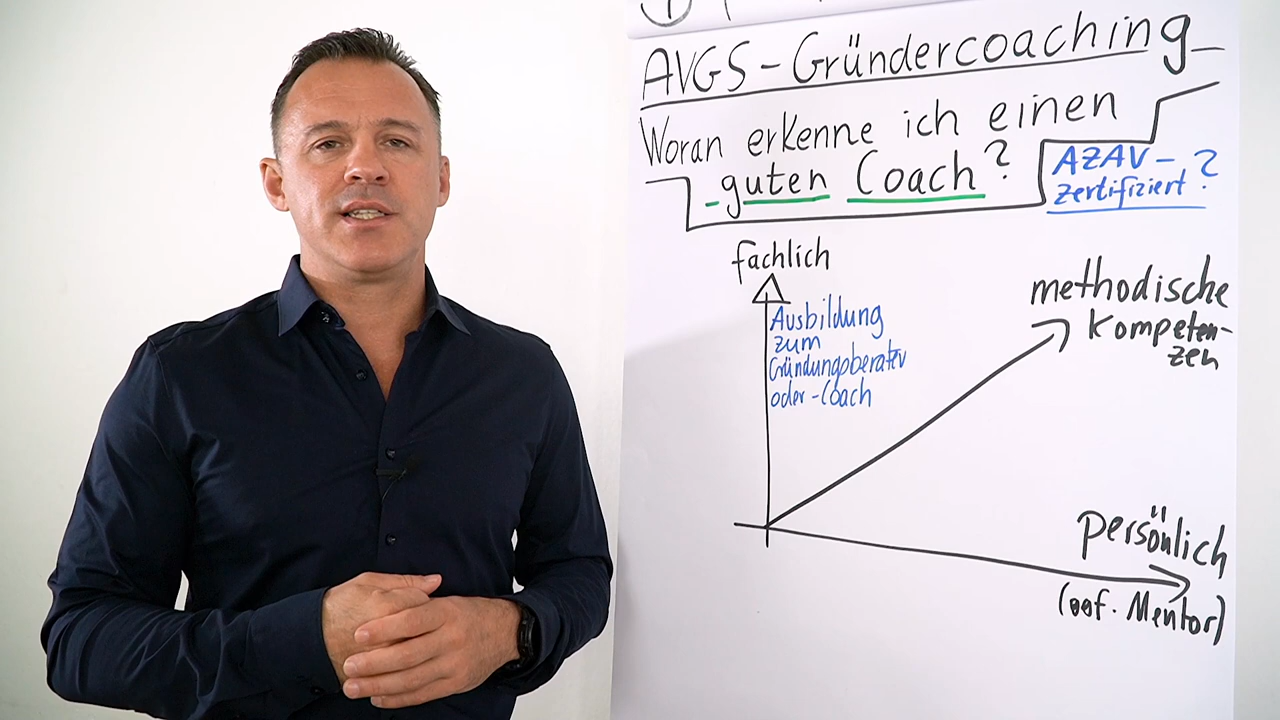 AVGS-Gründercoaching
Woran erkenne ich einen
guten Coach?
AZAV-
zertifiziert?
fachlich
Ausbildung
zum
Gründungsberater
oder -Coach
methodische
Kompeten-
zen
persönlich
(ggf. Mentor)